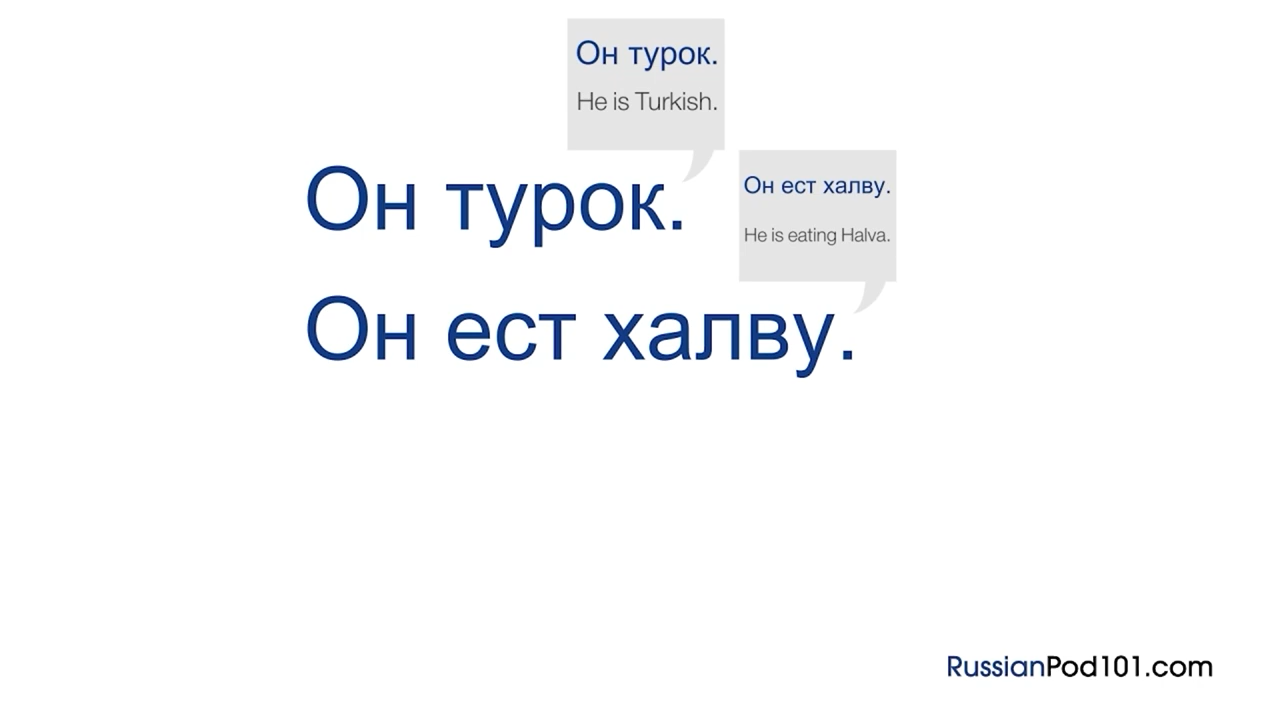 Он турок.
He is Turkish.
Он турок.
Он ест халву.
He is eating Halva.
Он ест халву.
RussianPod101.com